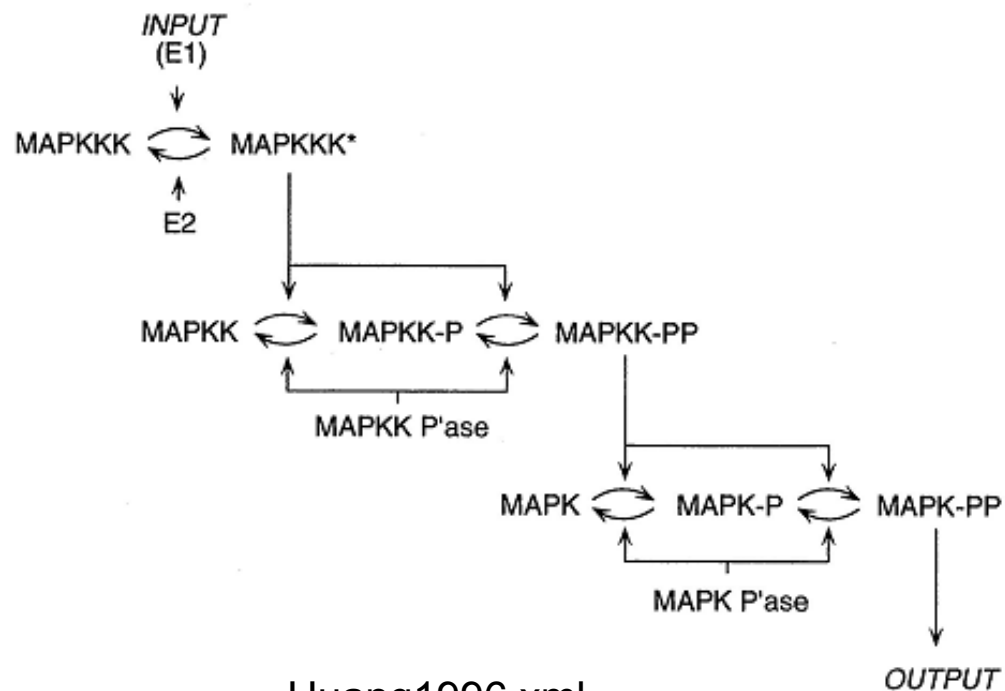 INPUT
(E1)
MAPKKK MAPKKK*
E2
MAPKK MAPKK-P MAPKK-PP
MAPKK P'ase
MAPK MAPK-P MAPK-PP
MAPK P'ase
OUTPUT
Huang1996.xml